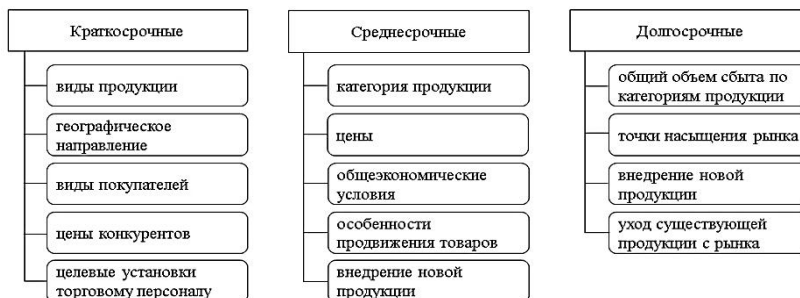 Краткосрочные
виды продукции
географическое
направление
виды покупателей
цены конкурентов
целевые установки
торговому персоналу
Среднесрочные
категория продукции
цены
общеэкономические
условия
особенности
продвижения товаров
внедрение новой
продукции
Долгосрочные
общий объем сбыта по
категориям продукции
точки насыщения рынка
внедрение новой
продукции
уход существующей
продукции с рынка